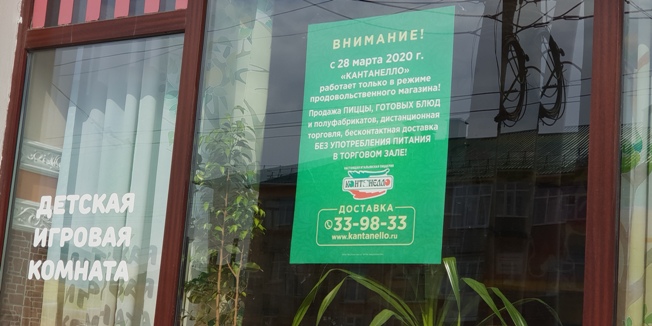 ВНИМАНИЕ!
с 28 марта 2020 г.
«КАНТАНЕЛЛО»
работает только в режиме
продовольственного магазина!
Продажа ПИЦЦЫ, ГОТОВЫХ БЛЮД
и полуфабрикатов, дистанционная
торговля, бесконтактная доставка
БЕЗ УПОТРЕБЛЕНИЯ ПИТАНИЯ
В ТОРГОВОМ ЗАЛЕ!
КАНТАНЕЛЛО
ДОСТАВКА
33-98-33
www.kantanello.ru
ДЕТСКАЯ
ИГРОВАЯ
КОМНАТА